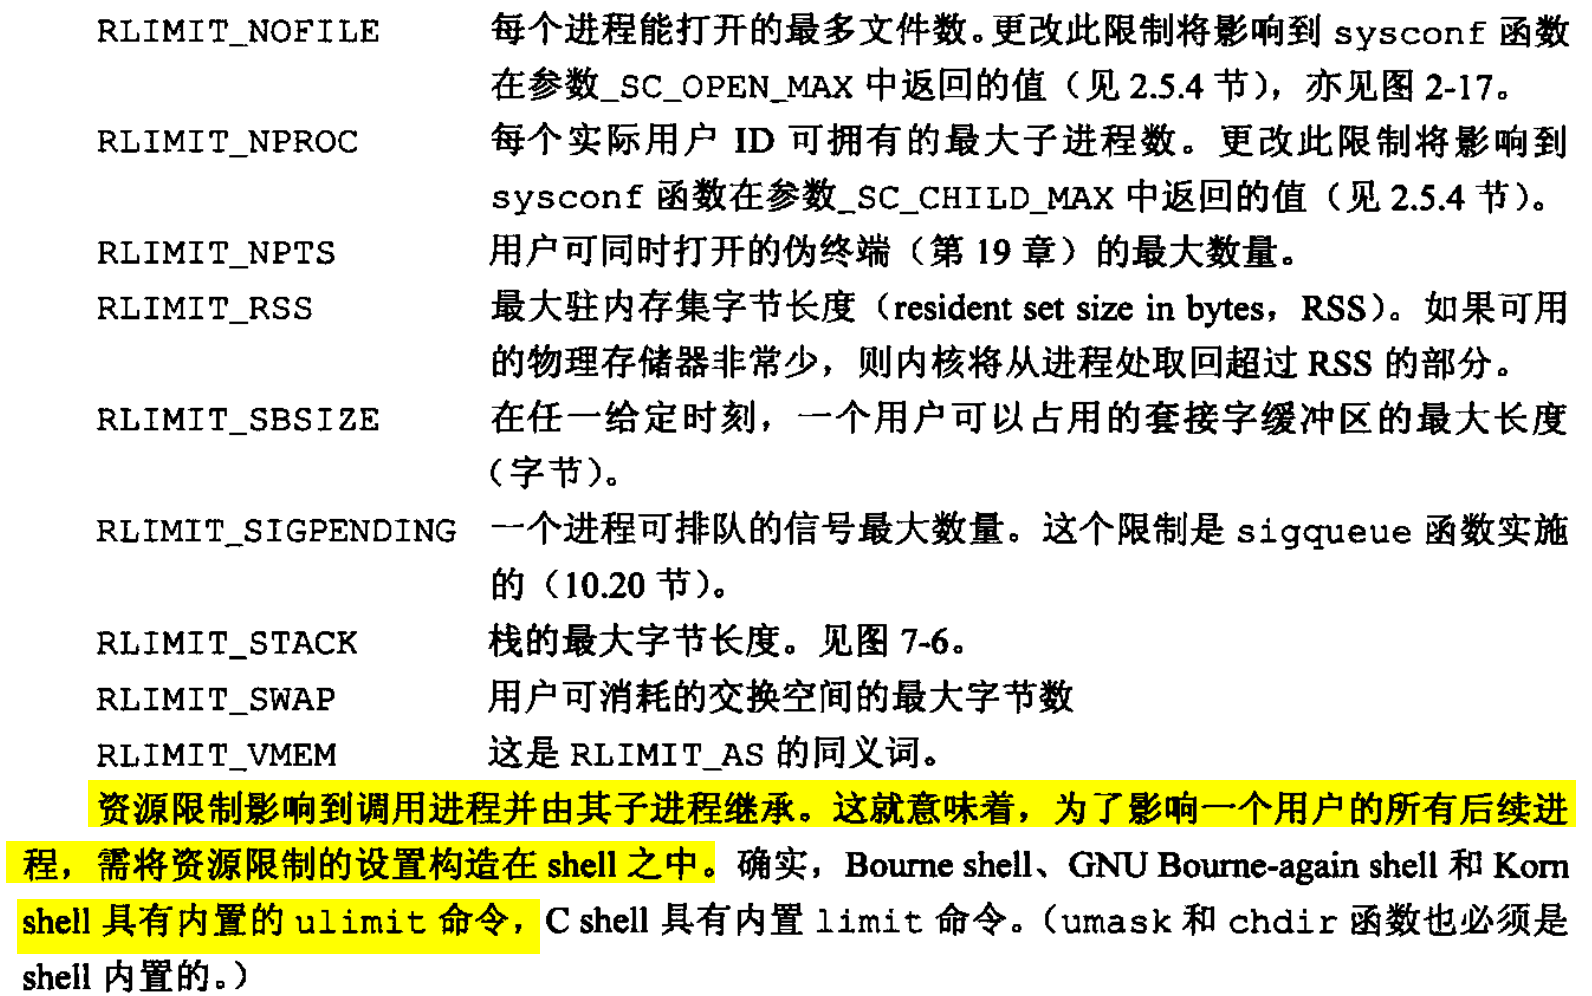 RLIMIT_NOFILE 每个进程能打开的最多文件数。更改此限制将影响到 sysconf 函数
在参数_SC_OPEN_MAX 中返回的值（见 2.5.4 节），亦见图 2-17。
RLIMIT_NPROC 每个实际用户 ID 可拥有的最大子进程数。更改此限制将影响到
sysconf 函数在参数_SC_CHILD_MAX 中返回的值（见 2.5.4 节）。
RLIMIT_NPTS 用户可同时打开的伪终端（第 19 章）的最大数量。
RLIMIT_RSS 最大驻内存集字节长度（resident set size in bytes，RSS）。如果可用
的物理存储器非常少，则内核将从进程处取回超过 RSS 的部分。
RLIMIT_SBSIZE 在任一给定时刻，一个用户可以占用的套接字缓冲区的最大长度
（字节）。
RLIMIT_SIGPENDING 一个进程可排队的信号最大数量。这个限制是 sigqueue 函数实施
的（10.20 节）。
RLIMIT_STACK 栈的最大字节长度。见图 7-6。
RLIMIT_SWAP 用户可消耗的交换空间的最大字节数
RLIMIT_VMEM 这是 RLIMIT_AS 的同义词。
资源限制影响到调用进程并由其子进程继承。这就意味着，为了影响一个用户的所有后续进
程，需将资源限制的设置构造在 shell 之中。确实，Bourne shell、GNU Bourne-again shell 和 Korn
shell 具有内置的 ulimit 命令，C shell 具有内置 limit 命令。（umask 和 chdir 函数也必须是
shell 内置的。）